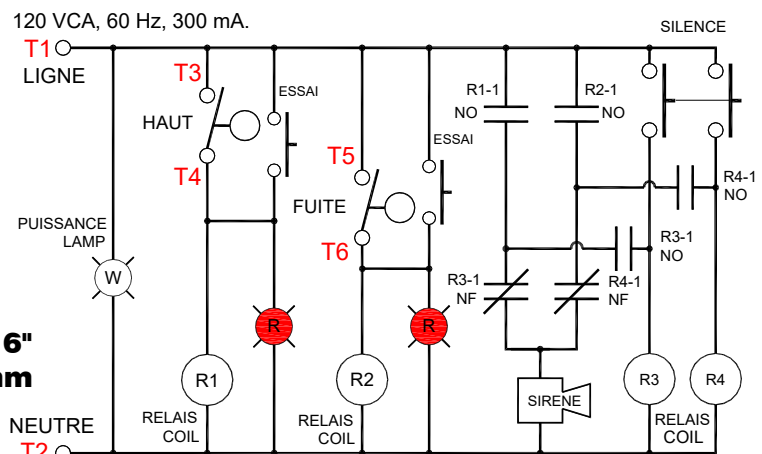 120 VCA, 60 Hz, 300 mA.
T1
LIGNE
SILENCE
T3
HAUT
T4
ESSAI
T5
FUITE
T6
ESSAI
R1-1
NO
R2-1
NO
R4-1
NO
R3-1
NO
R3-1
NF
R4-1
NF
PUISSANCE
LAMP
W
R
R
6"
R1
R2
SIRENE
R3
R4
RELAIS
COIL
RELAIS
COIL
RELAIS
COIL
NEUTRE
T2